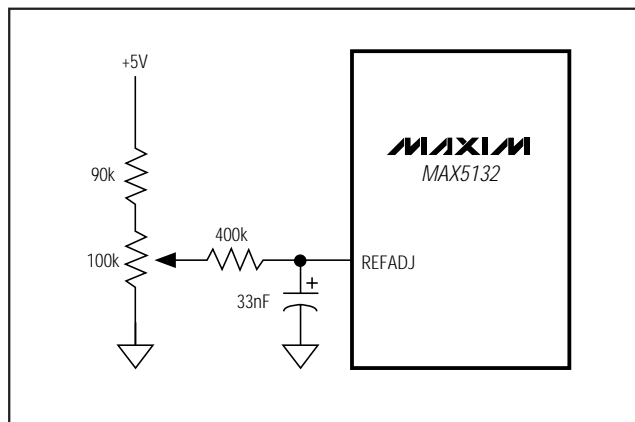 +5V
MAXIM
MAX5132
90k
400k
100k
REFADJ
+
33nF